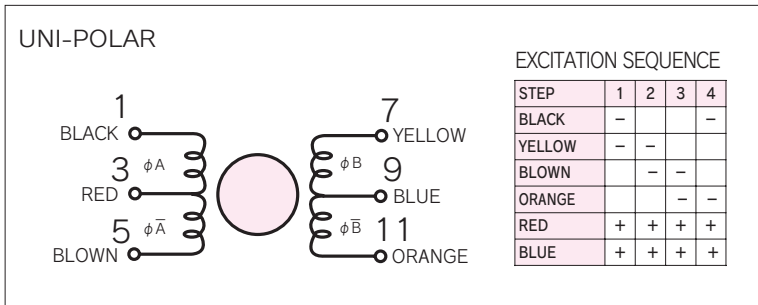 UNI-POLAR
1
BLACK
3
φA
RED
5
φA̅
BLOWN
7
YELLOW
φB
9
BLUE
φB̅
11
ORANGE
EXCITATION SEQUENCE
STEP 1 2 3 4
BLACK – –
YELLOW – –
BLOWN – –
ORANGE – –
RED + + + +
BLUE + + + +